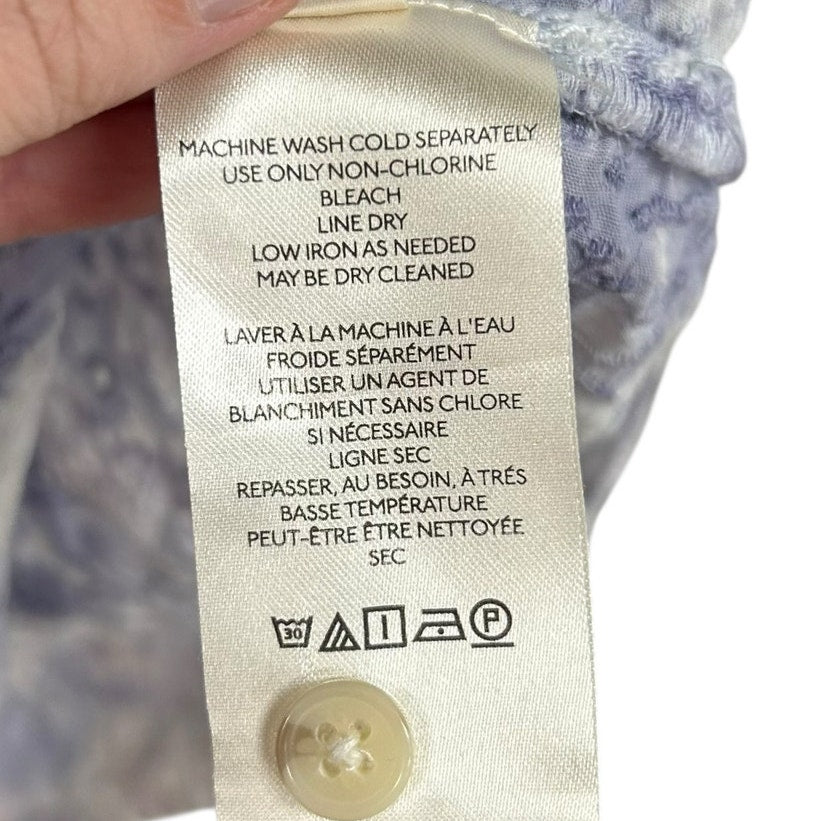 MACHINE WASH COLD SEPARATELY
USE ONLY NON-CHLORINE
BLEACH
LINE DRY
LOW IRON AS NEEDED
MAY BE DRY CLEANED
LAVER À LA MACHINE À L'EAU
FROIDE SÉPARÉMENT
UTILISER UN AGENT DE
BLANCHIMENT SANS CHLORE
SI NÉCESSAIRE
LIGNE SEC
REPASSER, AU BESOIN, À TRÉS
BASSE TEMPÉRATURE
PEUT-ÊTRE ÊTRE NETTOYÉE
SEC
30 P